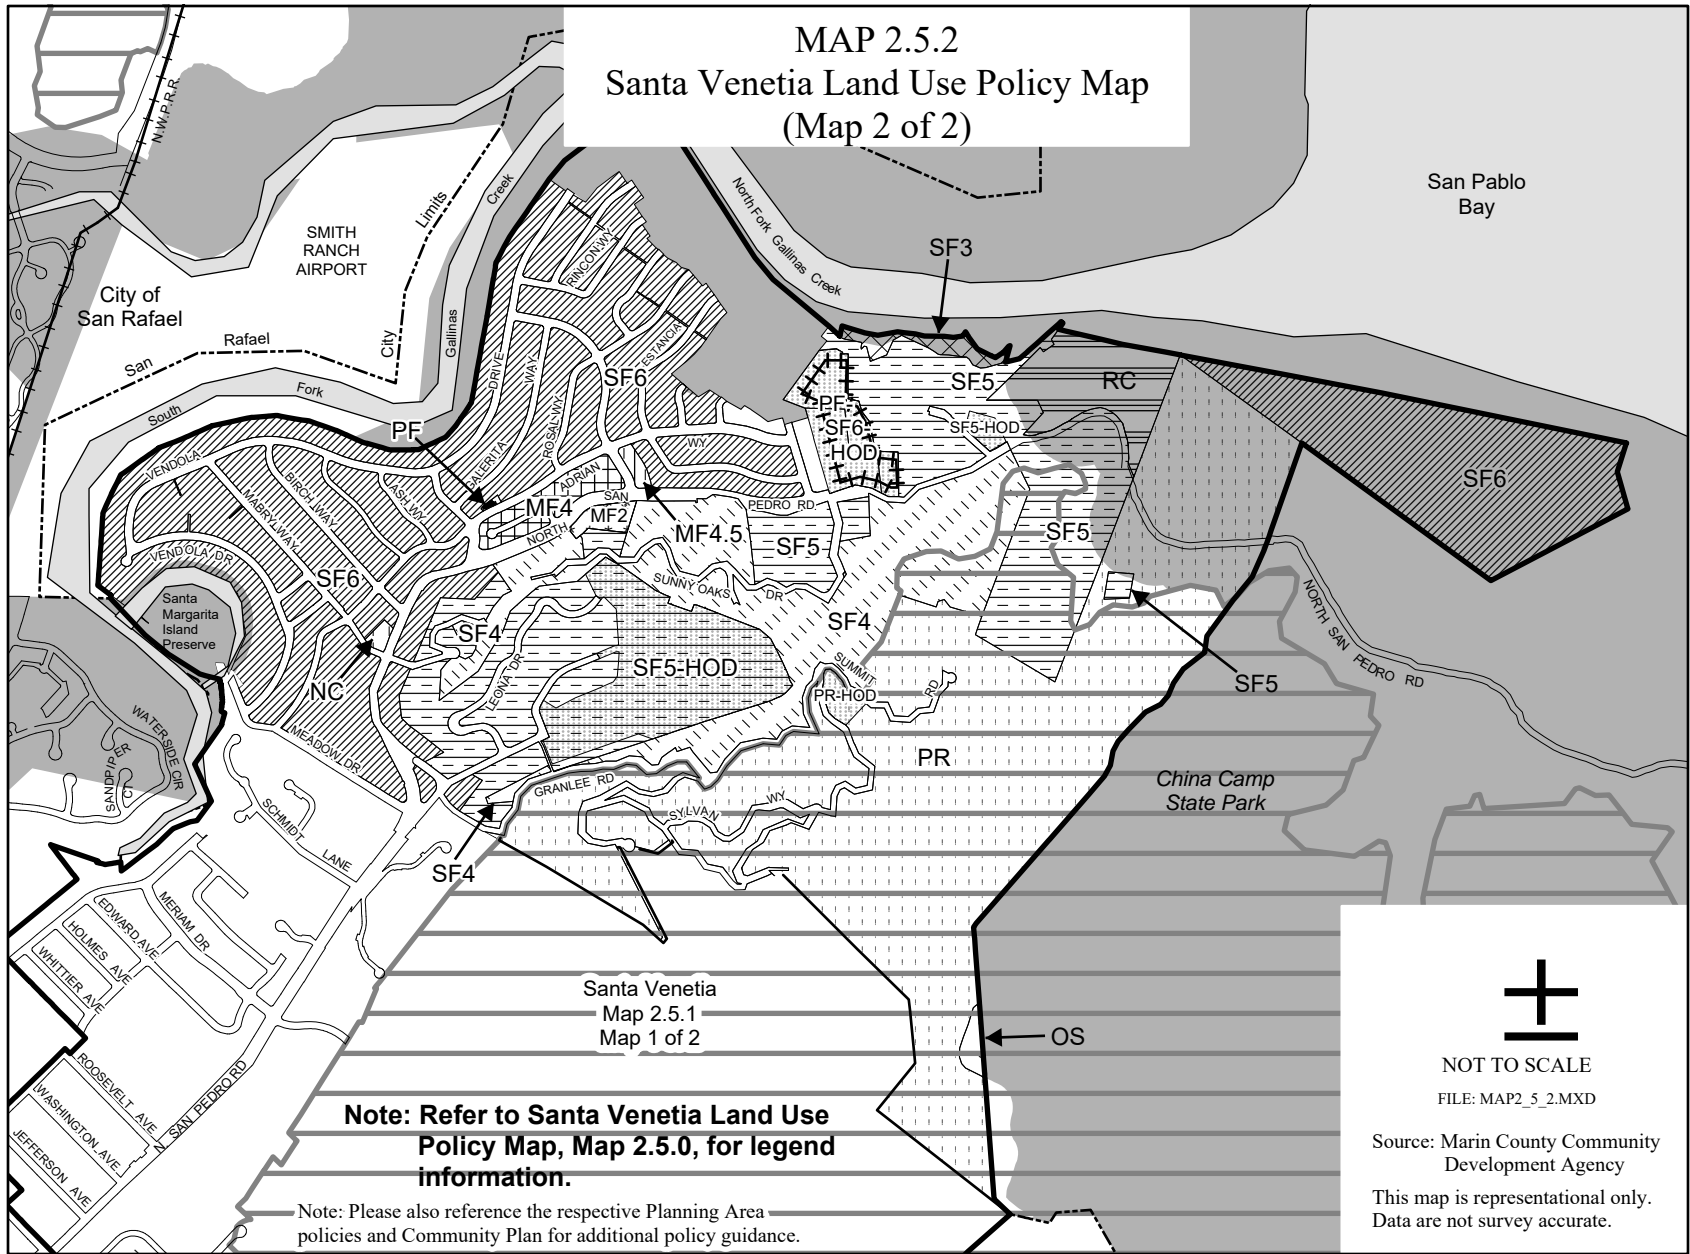 MAP 2.5.2
Santa Venetia Land Use Policy Map
(Map 2 of 2)
N.W.P.R.R.
SMITH
RANCH
AIRPORT
City of
San Rafael
San
Rafael
City
Limits
South
Fork
Gallinas
Creek
North Fork Gallinas Creek
San Pablo
Bay
SF3
SF5
RC
SF5-HOD
PF-
SF6
HOD
SF6
RINCON WY
ESTANCIA
DRIVE
WAY
ROSAL WY
GALERITA
ADRIAN
WY
SF6
PF
VENDOLA
BIRCH WAY
MABRY WAY
ASH WY
VENDOLA DR
MF4
MF2
SAN
PEDRO RD
NORTH
MF4.5
SF5
SF5
SF6
Santa
Margarita
Island
Preserve
NC
SF4
LEONA DR
SUNNY OAKS
DR
SF4
SF5-HOD
SF5
SUMMIT
RD
PR-HOD
PR
NORTH SAN PEDRO RD
WATERSIDE CIR
SANDPIPER
CT
MEADOW DR
SCHMIDT
LANE
SF4
GRANLEE RD
SYLVAN
WY
China Camp
State Park
EDWARD AVE
MERIAM DR
HOLMES AVE
WHITTIER AVE
ROOSEVELT AVE
WASHINGTON AVE
JEFFERSON AVE
N SAN PEDRO RD
Santa Venetia
Map 2.5.1
Map 1 of 2
OS
Note: Refer to Santa Venetia Land Use
Policy Map, Map 2.5.0, for legend
information.
Note: Please also reference the respective Planning Area
policies and Community Plan for additional policy guidance.
NOT TO SCALE
FILE: MAP2_5_2.MXD
Source: Marin County Community
Development Agency
This map is representational only.
Data are not survey accurate.